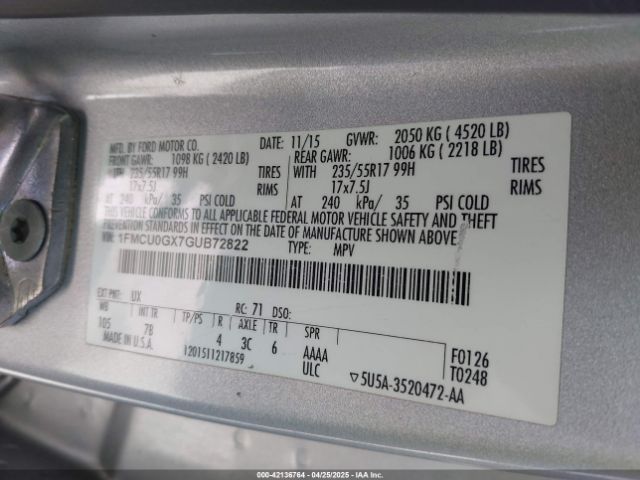 MFD. BY FORD MOTOR CO. 11/15 GVWR: 2050 KG ( 4520 LB)
FRONT GAWR: 1098 KG ( 2420 LB) REAR GAWR: 1006 KG ( 2218 LB)
WITH 235/55R17 99H TIRES WITH 235/55R17 99H TIRES
17x7.5J RIMS 17x7.5J RIMS
AT 240 kPa/ 35 PSI COLD AT 240 kPa/ 35 PSI COLD
THIS VEHICLE CONFORMS TO ALL APPLICABLE FEDERAL MOTOR VEHICLE SAFETY AND THEFT
PREVENTION STANDARDS IN EFFECT ON THE DATE OF MANUFACTURE SHOWN ABOVE.
VIN: 1FMCU0GX7GUB72822 TYPE: MPV
EXT PNT: UX RC: 71 DSO:
WB INT TR TP/PS R AXLE TR SPR
105 7B 4 3C 6 AAAA F0126
MADE IN U.S.A. 1201511217859 ULC T0248
▽5U5A-3520472-AA
000-42136764 - 04/25/2025 - IAAI.COM